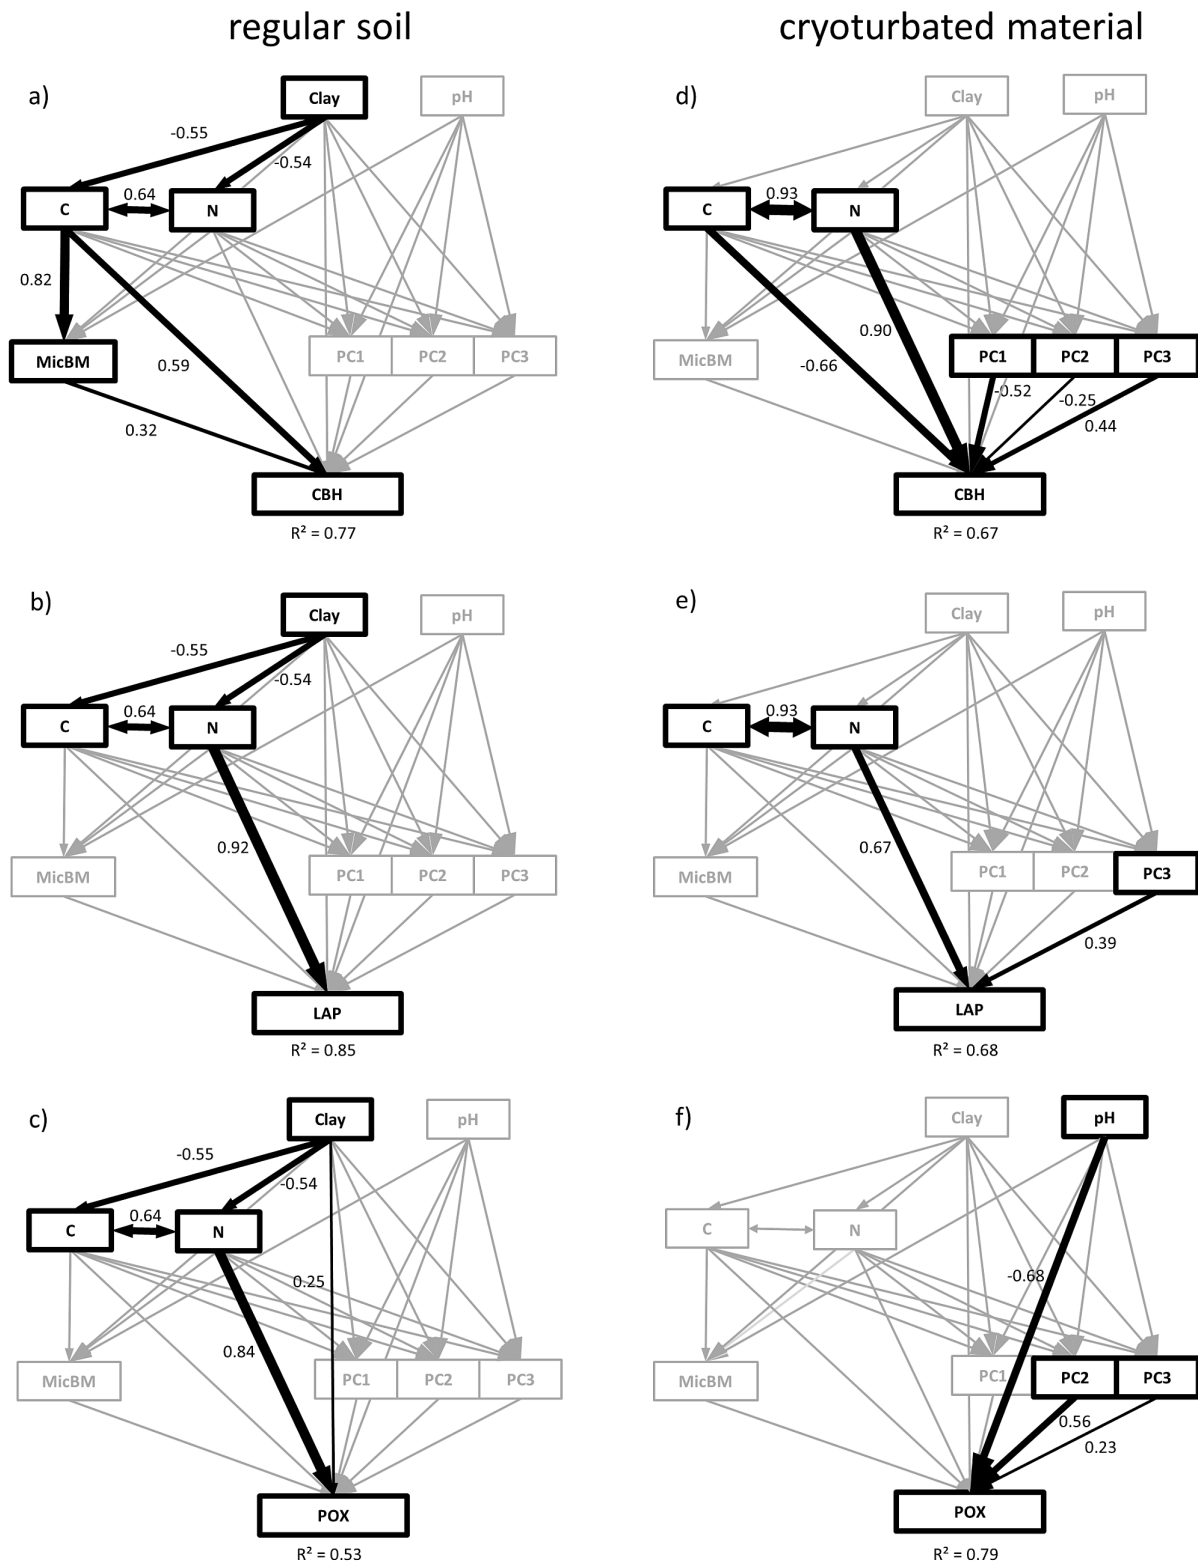 regular soil
cryoturbated material
a)
Clay
pH
-0.55
-0.54
C
0.64
N
0.82
MicBM
PC1
PC2
PC3
0.59
0.32
CBH
R² = 0.77
d)
Clay
pH
C
0.93
N
MicBM
0.90
PC1
PC2
PC3
-0.66
-0.52
-0.25
0.44
CBH
R² = 0.67
b)
Clay
pH
-0.55
-0.54
C
0.64
N
0.92
MicBM
PC1
PC2
PC3
LAP
R² = 0.85
e)
Clay
pH
C
0.93
N
0.67
MicBM
PC1
PC2
PC3
0.39
LAP
R² = 0.68
c)
Clay
pH
-0.55
-0.54
C
0.64
N
0.25
0.84
MicBM
PC1
PC2
PC3
POX
R² = 0.53
f)
Clay
pH
C
N
-0.68
MicBM
PC1
PC2
PC3
0.56
0.23
POX
R² = 0.79